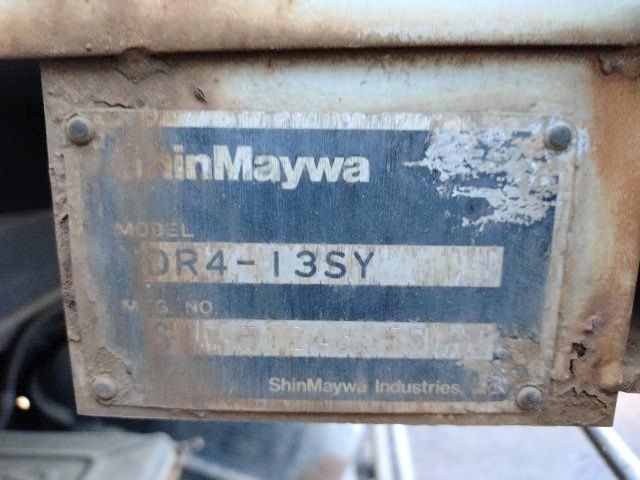 ShinMaywa
MODEL
DR4-13SY
MFG. NO.
ShinMaywa Industries,